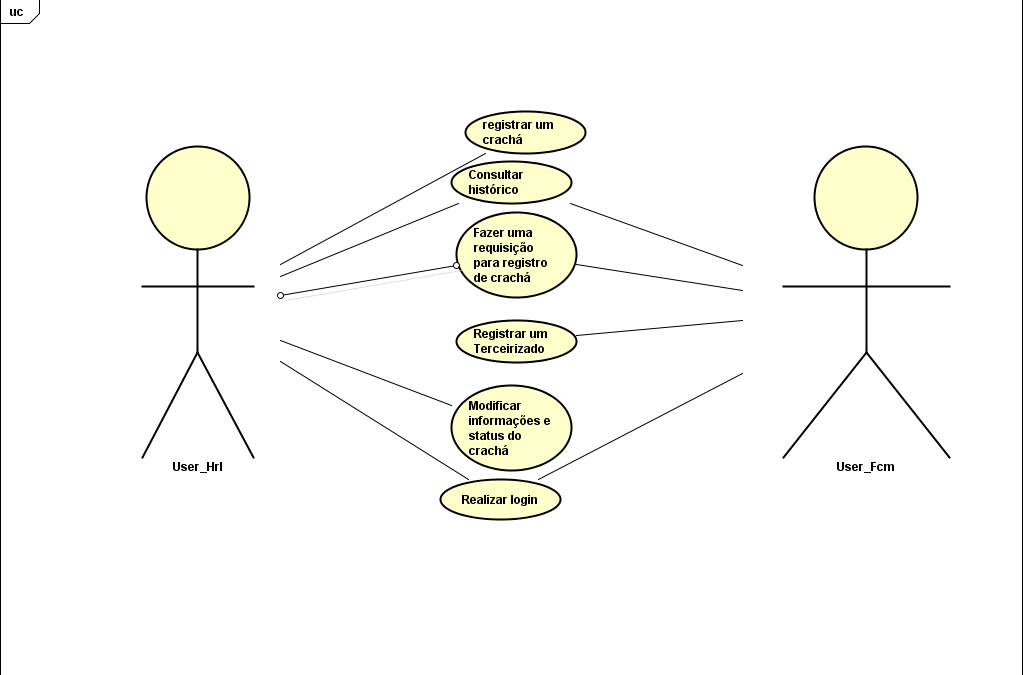 uc
registrar um
crachá
Consultar
histórico
Fazer uma
requisição
para registro
de crachá
Registrar um
Terceirizado
Modificar
informações e
status do
crachá
Realizar login
User_Hrl
User_Fcm